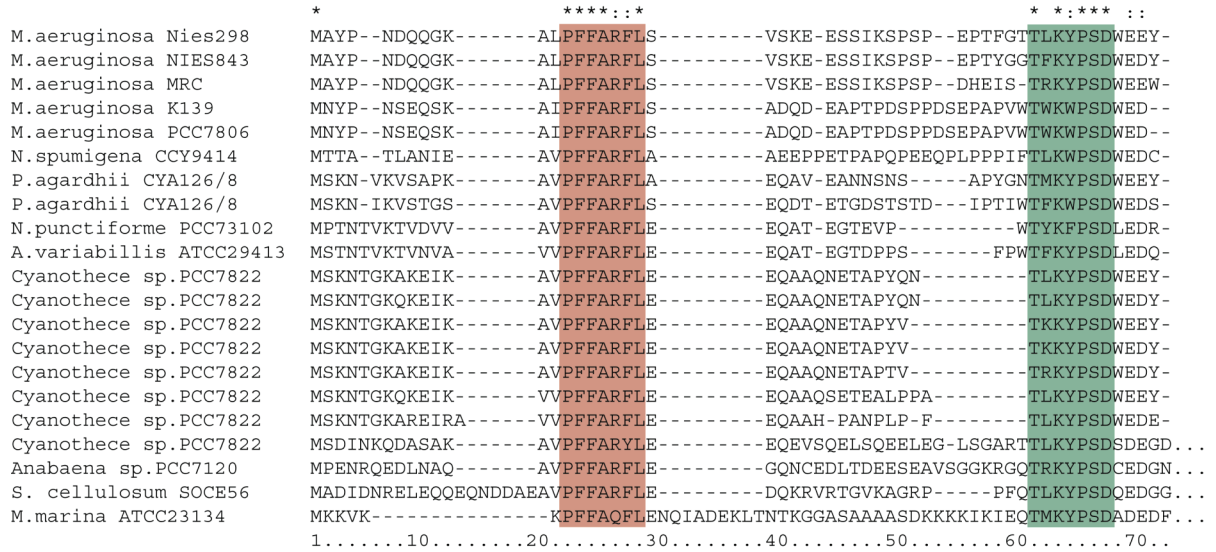 * ****::* * *:*** ::
M.aeruginosa Nies298 MAYP--NDQQGK-------ALPFFARFLS---------VSKE-ESSIKSPSP--EPTFGTTLKYPSDWEEY-
M.aeruginosa NIES843 MAYP--NDQQGK-------ALPFFARFLS---------VSKE-ESSIKSPSP--EPTYGGTFKYPSDWEDY-
M.aeruginosa MRC MAYP--NDQQGK-------ALPFFARFLS---------VSKE-ESSIKSPSP--DHEIS-TRKYPSDWEEW-
M.aeruginosa K139 MNYP--NSEQSK-------AIPFFARFLS---------ADQD-EAPTPDSPPDSEPAPVWTWKWPSDWED--
M.aeruginosa PCC7806 MNYP--NSEQSK-------AIPFFARFLS---------ADQD-EAPTPDSPPDSEPAPVWTWKWPSDWED--
N.spumigena CCY9414 MTTA--TLANIE-------AVPFFARFLA---------AEEPPETPAPQPEEQPLPPPIFTLKWPSDWEDC-
P.agardhii CYA126/8 MSKN-VKVSAPK-------AVPFFARFLA---------EQAV-EANNSNS-----APYGNTMKYPSDWEEY-
P.agardhii CYA126/8 MSKN-IKVSTGS-------AVPFFARFLA---------EQDT-ETGDSTSTD---IPTIWTFKWPSDWEDS-
N.punctiforme PCC73102 MPTNTVKTVDVV-------AVPFFARFLE---------EQAT-EGTEVP----------WTYKFPSDLEDR-
A.variabillis ATCC29413 MSTNTVKTVNVA-------VVPFFARFLE---------EQAT-EGTDPPS------FPWTFKYPSDLEDQ-
Cyanothece sp.PCC7822 MSKNTGKAKEIK-------AVPFFARFLE---------EQAAQNETAPYQN---------TLKYPSDWEEY-
Cyanothece sp.PCC7822 MSKNTGKQKEIK-------AVPFFARFLE---------EQAAQNETAPYQN---------TLKYPSDWEDY-
Cyanothece sp.PCC7822 MSKNTGKAKEIK-------AVPFFARFLE---------EQAAQNETAPYV----------TKKYPSDWEEY-
Cyanothece sp.PCC7822 MSKNTGKAKEIK-------AVPFFARFLE---------EQAAQNETAPYV----------TKKYPSDWEDY-
Cyanothece sp.PCC7822 MSKNTGKAKEIK-------AVPFFARFLE---------EQAAQNETAPTV----------TRKYPSDWEDY-
Cyanothece sp.PCC7822 MSKNTGKQKEIK-------VVPFFARFLE---------EQAAQSETEALPPA--------TLKYPSDWEEY-
Cyanothece sp.PCC7822 MSKNTGKAREIRA------VVPFFARFLE---------EQAAH-PANPLP-F--------TLKYPSDWEDE-
Cyanothece sp.PCC7822 MSDINKQDASAK-------AVPFFARYLE---------EQEVSQELSQEELEG-LSGARTTLKYPSDSDEGD...
Anabaena sp.PCC7120 MPENRQEDLNAQ-------AVPFFARFLE---------GQNCEDLTDEESEAVSGGKRGQTRKYPSDCEDGN...
S. cellulosum SOCE56 MADIDNRELEQQEQNDDAEAVPFFARFLE---------DQKRVRTGVKAGRP-----PFQTLKYPSDQEDGG...
M.marina ATCC23134 MKKVK---------------KPFFAQFLENQIADEKLTNTKGGASAAAASDKKKKIKIEQTMKYPSDADEDF...
1.......10........20........30........40........50........60........70...